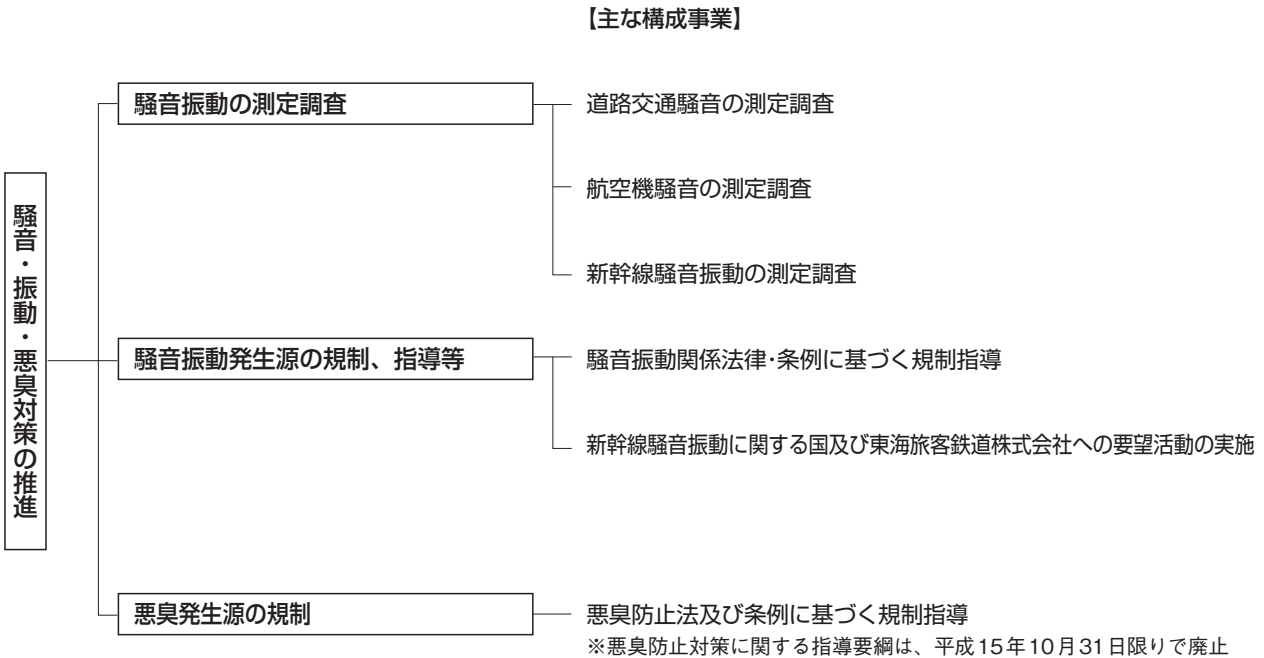 【主な構成事業】
騒音・振動・悪臭対策の推進
騒音振動の測定調査
道路交通騒音の測定調査
航空機騒音の測定調査
新幹線騒音振動の測定調査
騒音振動発生源の規制、指導等
騒音振動関係法律･条例に基づく規制指導
新幹線騒音振動に関する国及び東海旅客鉄道株式会社への要望活動の実施
悪臭発生源の規制
悪臭防止法及び条例に基づく規制指導
※悪臭防止対策に関する指導要綱は、平成15年10月31日限りで廃止